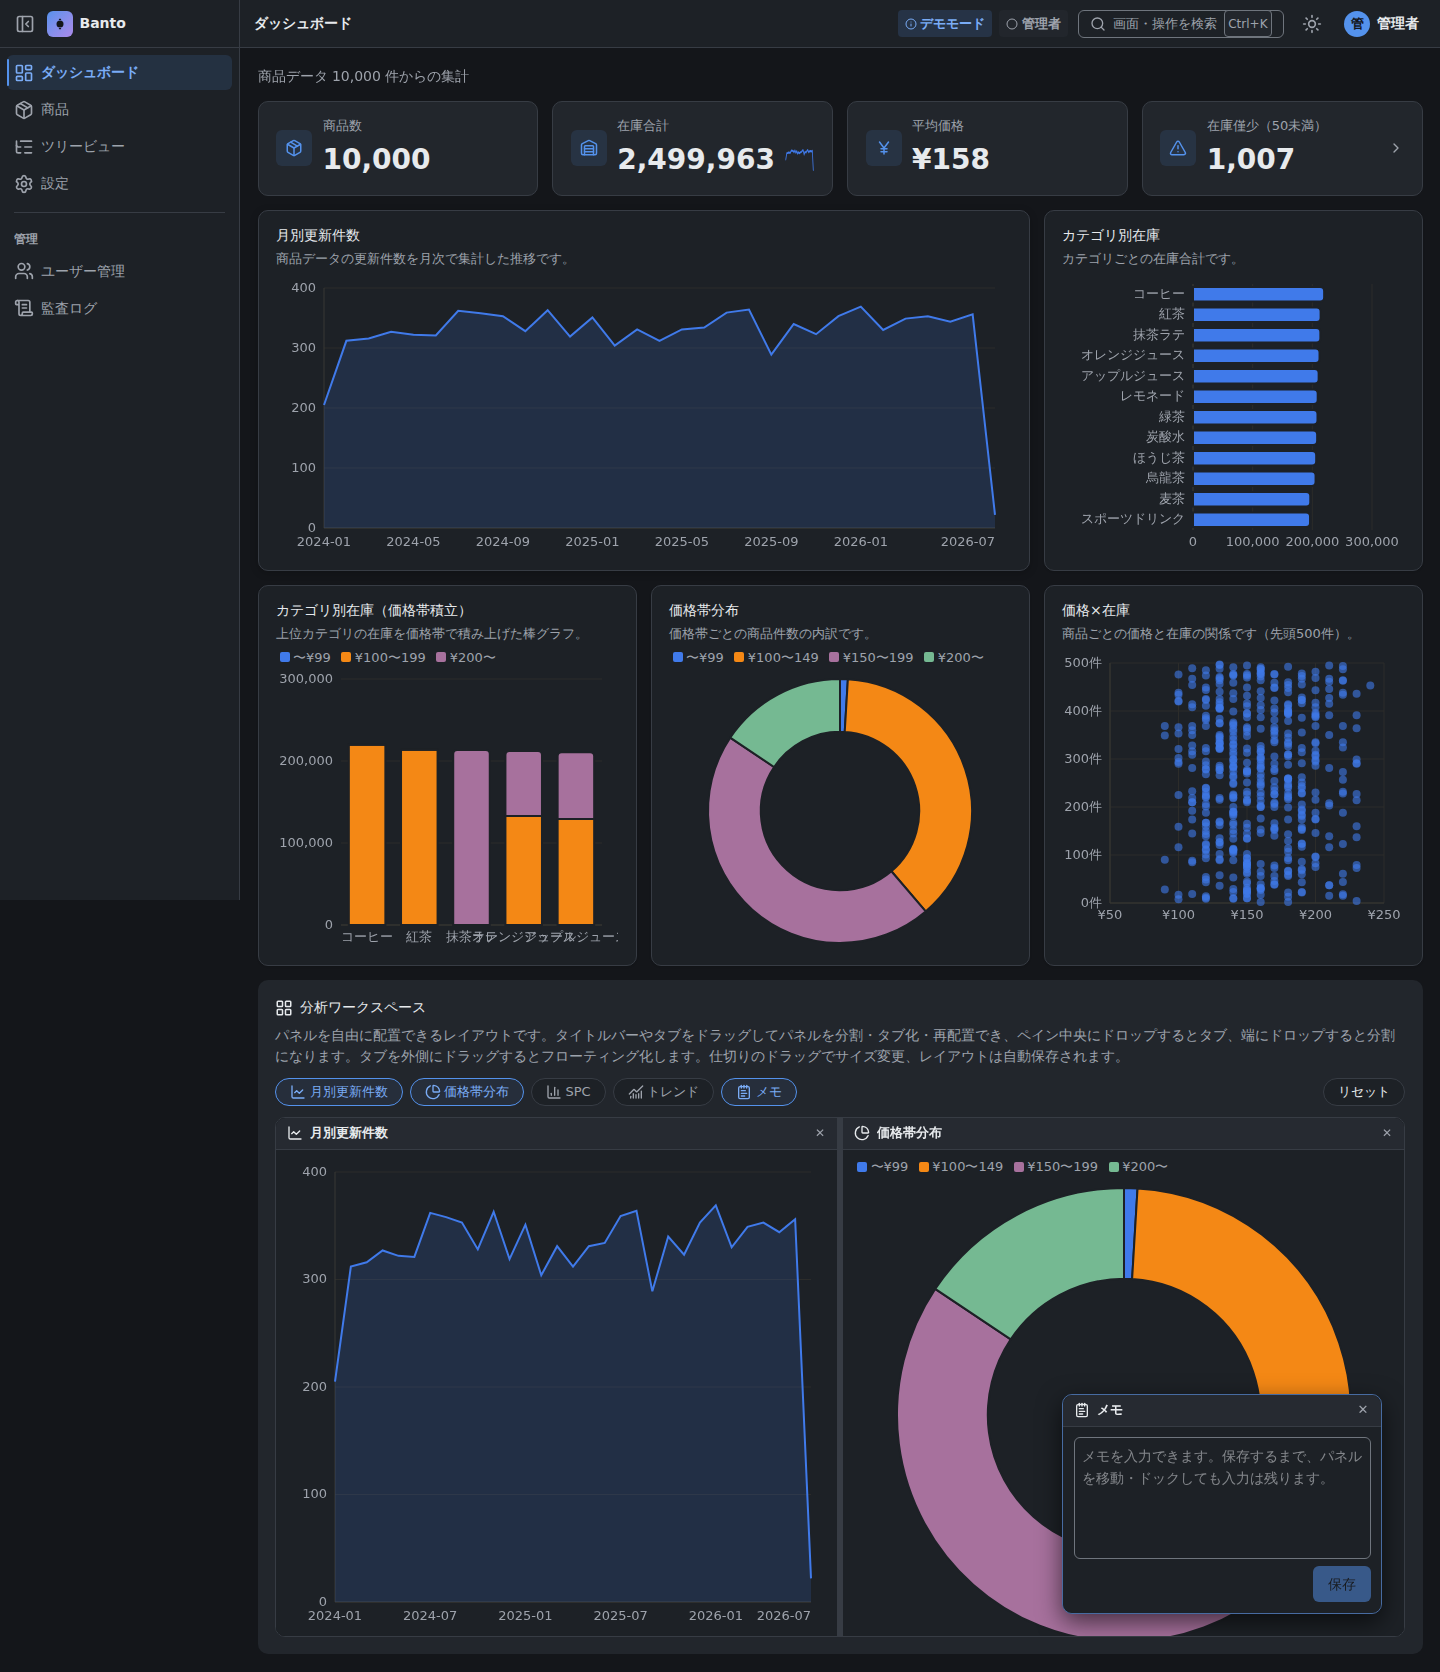 Banto
ダッシュボード
デモモード
管理者
画面・操作を検索
Ctrl+K
管
管理者
ダッシュボード
商品
ツリービュー
設定
管理
ユーザー管理
監査ログ
商品データ 10,000 件からの集計
商品数
10,000
在庫合計
2,499,963
平均価格
¥158
在庫僅少（50未満）
1,007
月別更新件数
商品データの更新件数を月次で集計した推移です。
400
300
200
100
0
2024-01 2024-05 2024-09 2025-01 2025-05 2025-09 2026-01 2026-07
カテゴリ別在庫
カテゴリごとの在庫合計です。
コーヒー
紅茶
抹茶ラテ
オレンジジュース
アップルジュース
レモネード
緑茶
炭酸水
ほうじ茶
烏龍茶
麦茶
スポーツドリンク
0 100,000 200,000 300,000
カテゴリ別在庫（価格帯積立）
上位カテゴリの在庫を価格帯で積み上げた棒グラフ。
〜¥99 ¥100〜199 ¥200〜
300,000
200,000
100,000
0
コーヒー 紅茶 抹茶ラテ オレンジジュース アップルジュース
価格帯分布
価格帯ごとの商品件数の内訳です。
〜¥99 ¥100〜149 ¥150〜199 ¥200〜
価格×在庫
商品ごとの価格と在庫の関係です（先頭500件）。
500件
400件
300件
200件
100件
0件
¥50 ¥100 ¥150 ¥200 ¥250
分析ワークスペース
パネルを自由に配置できるレイアウトです。タイトルバーやタブをドラッグしてパネルを分割・タブ化・再配置でき、ペイン中央にドロップするとタブ、端にドロップすると分割
になります。タブを外側にドラッグするとフローティング化します。仕切りのドラッグでサイズ変更、レイアウトは自動保存されます。
月別更新件数
価格帯分布
SPC
トレンド
メモ
リセット
月別更新件数
400
300
200
100
0
2024-01 2024-07 2025-01 2025-07 2026-01 2026-07
価格帯分布
〜¥99 ¥100〜149 ¥150〜199 ¥200〜
メモ
メモを入力できます。保存するまで、パネル
を移動・ドックしても入力は残ります。
保存